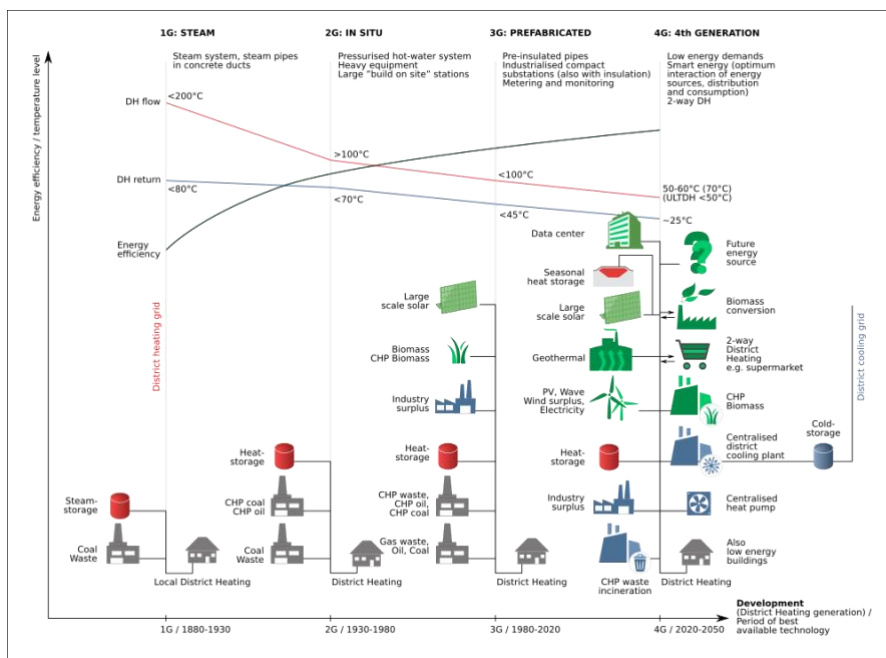 1G: STEAM
Steam system, steam pipes
in concrete ducts
2G: IN SITU
Pressurised hot-water system
Heavy equipment
Large "build on site" stations
3G: PREFABRICATED
Pre-insulated pipes
Industrialised compact
substations (also with insulation)
Metering and monitoring
4G: 4th GENERATION
Low energy demands
Smart energy (optimum
interaction of energy
sources, distribution
and consumption)
2-way DH
Energy efficiency / temperature level
DH flow
<200°C
>100°C
<100°C
50-60°C (70°C)
(ULTDH <50°C)
DH return
<80°C
<70°C
<45°C
~25°C
Energy
efficiency
District heating grid
District cooling grid
Steam-
storage
Coal
Waste
Local District Heating
Heat-
storage
CHP coal
CHP oil
Coal
Waste
District Heating
Large
scale solar
Biomass
CHP Biomass
Industry
surplus
Heat-
storage
CHP waste,
CHP oil,
CHP coal
Gas waste,
Oil, Coal
District Heating
Data center
Seasonal
heat storage
Large
scale solar
Geothermal
PV, Wave
Wind surplus,
Electricity
Heat-
storage
Industry
surplus
CHP waste
incineration
Future
energy
source
Biomass
conversion
2-way
District
Heating
e.g. supermarket
CHP
Biomass
Centralised
district
cooling plant
Cold-
storage
Centralised
heat pump
Also
low energy
buildings
District Heating
1G / 1880-1930
2G / 1930-1980
3G / 1980-2020
4G / 2020-2050
Development
(District Heating generation) /
Period of best
available technology